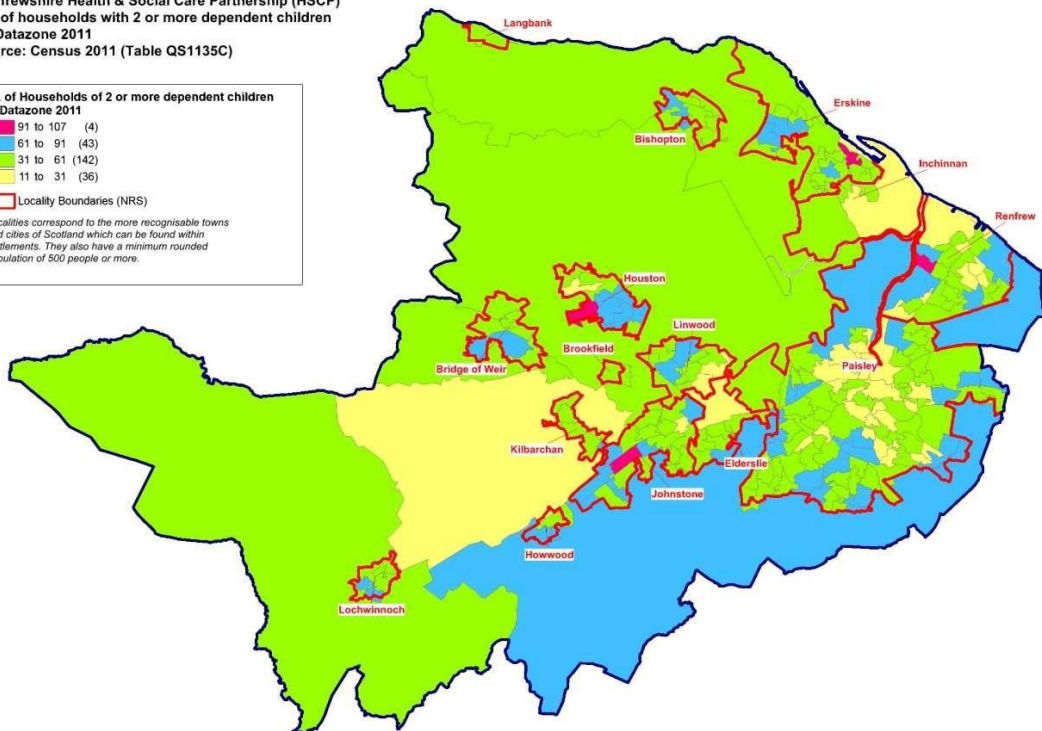 frewshire Health & Social Care Partnership (HSCP)
of households with 2 or more dependent children
Datazone 2011
rce: Census 2011 (Table QS1135C)
of Households of 2 or more dependent children
Datazone 2011
91 to 107 (4)
61 to 91 (43)
31 to 61 (142)
11 to 31 (36)
Locality Boundaries (NRS)
calities correspond to the more recognisable towns
d cities of Scotland which can be found within
ttlements. They also have a minimum rounded
pulation of 500 people or more.
Langbank
Erskine
Bishopton
Inchinnan
Renfrew
Houston
Linwood
Brookfield
Bridge of Weir
Paisley
Kilbarchan
Elderslie
Johnstone
Howwood
Lochwinnoch